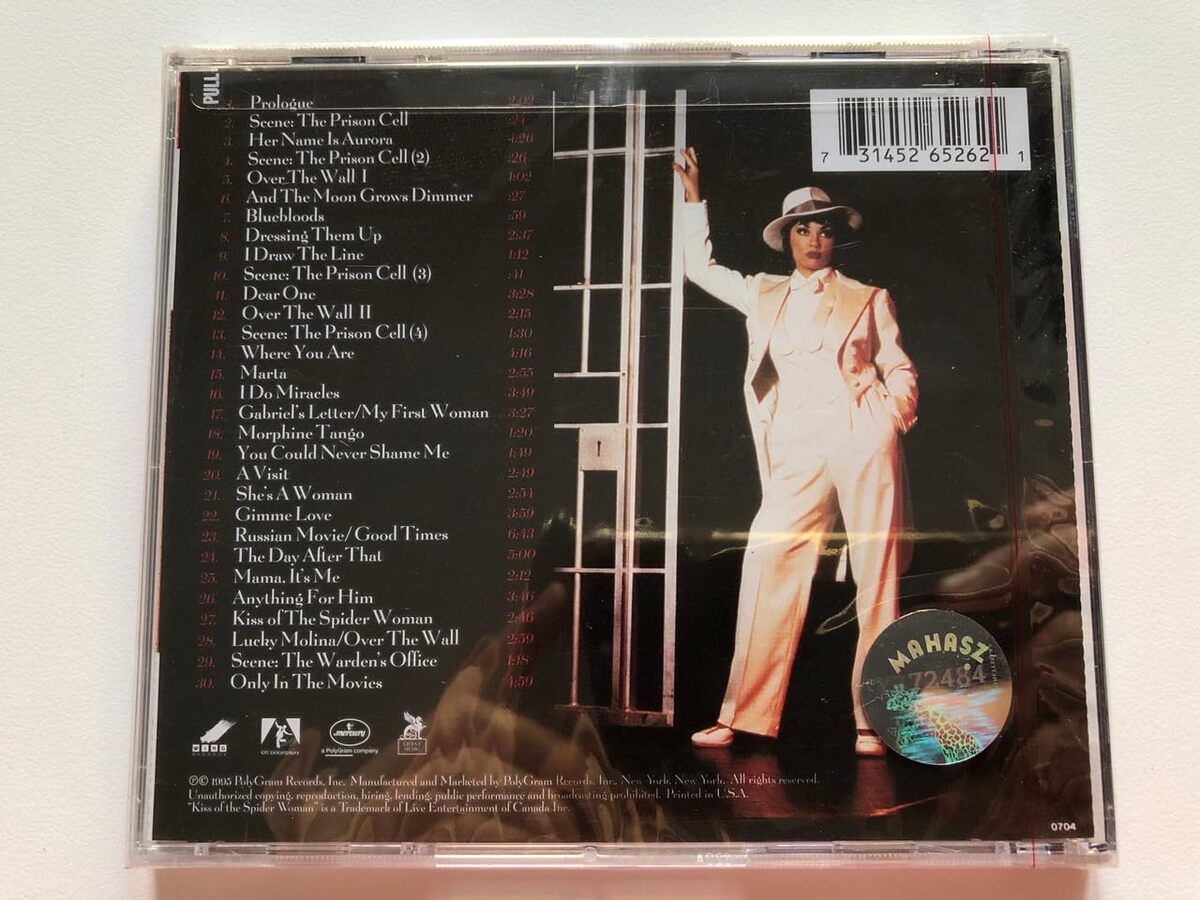 PULL
1. Prologue 2:02
2. Scene: The Prison Cell :24
3. Her Name Is Aurora 4:26
4. Scene: The Prison Cell (2) :26
5. Over The Wall I 1:02
6. And The Moon Grows Dimmer :27
7. Bluebloods :59
8. Dressing Them Up 2:37
9. I Draw The Line 1:12
10. Scene: The Prison Cell (3) :41
11. Dear One 3:28
12. Over The Wall II 2:15
13. Scene: The Prison Cell (4) 1:30
14. Where You Are 4:16
15. Marta 2:55
16. I Do Miracles 3:49
17. Gabriel's Letter/My First Woman 3:27
18. Morphine Tango 1:20
19. You Could Never Shame Me 1:49
20. A Visit 2:49
21. She's A Woman 2:54
22. Gimme Love 3:59
23. Russian Movie/Good Times 6:43
24. The Day After That 5:00
25. Mama, It's Me 2:12
26. Anything For Him 3:46
27. Kiss of The Spider Woman 2:46
28. Lucky Molina/Over The Wall 2:59
29. Scene: The Warden's Office 1:18
30. Only In The Movies 4:59
7 31452 65262 1
MAHASZ
72484
WING
mercury
a PolyGram company
LIVENT
MUSIC
℗© 1995 PolyGram Records, Inc. Manufactured and Marketed by PolyGram Records, Inc., New York, New York. All rights reserved.
Unauthorized copying, reproduction, hiring, lending, public performance and broadcasting prohibited. Printed in U.S.A.
"Kiss of the Spider Woman" is a Trademark of Live Entertainment of Canada Inc.
0704